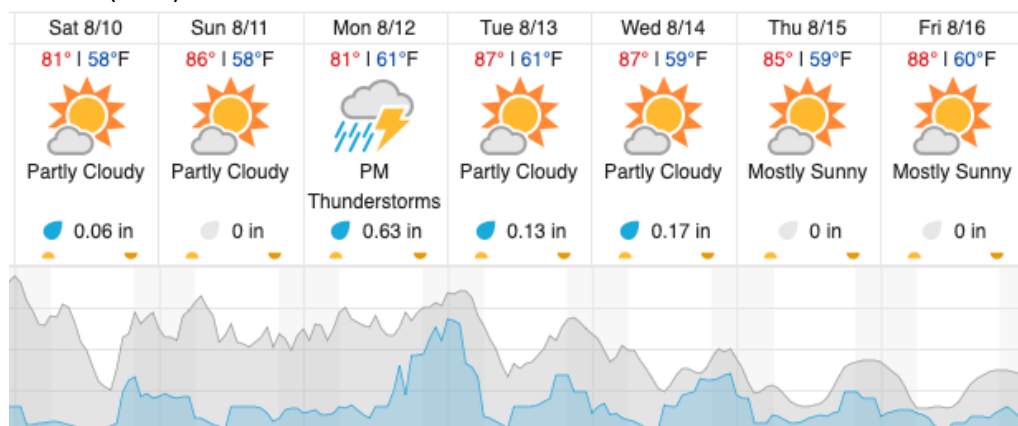 Sat 8/10 Sun 8/11 Mon 8/12 Tue 8/13 Wed 8/14 Thu 8/15 Fri 8/16
81° | 58°F 86° | 58°F 81° | 61°F 87° | 61°F 87° | 59°F 85° | 59°F 88° | 60°F
Partly Cloudy Partly Cloudy PM Partly Cloudy Partly Cloudy Mostly Sunny Mostly Sunny
Thunderstorms
0.06 in 0 in 0.63 in 0.13 in 0.17 in 0 in 0 in